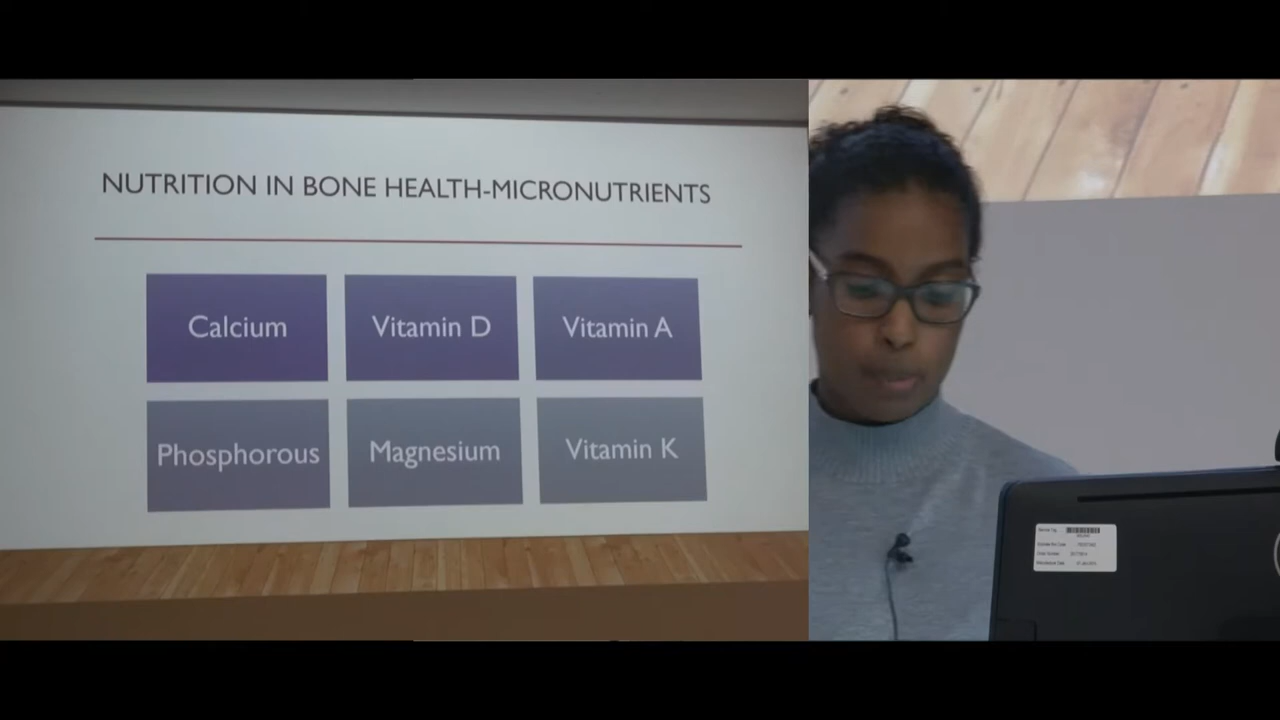 NUTRITION IN BONE HEALTH-MICRONUTRIENTS
Calcium
Vitamin D
Vitamin A
Phosphorous
Magnesium
Vitamin K